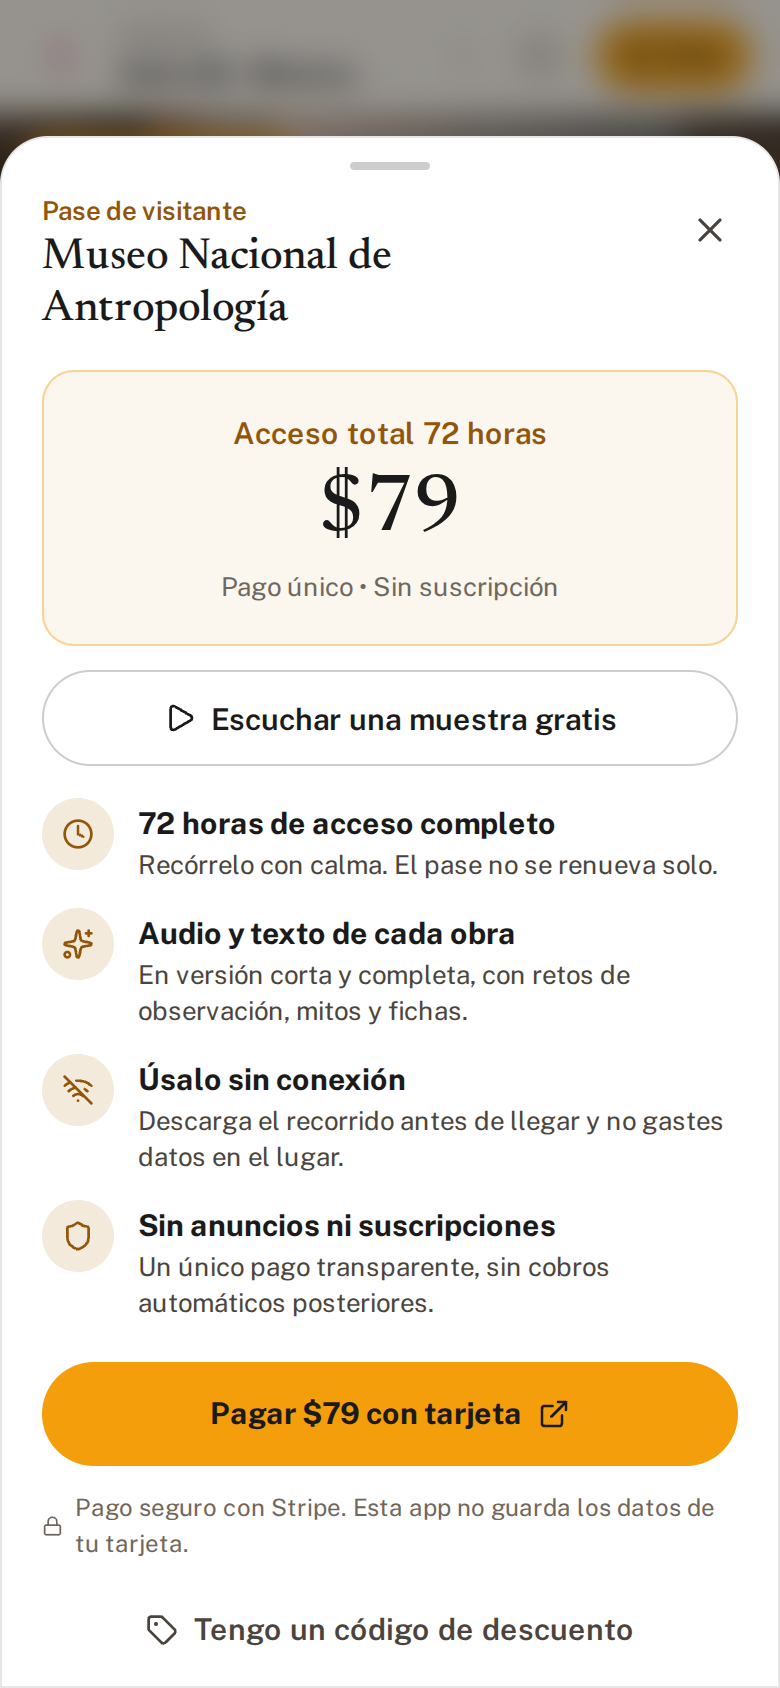 Pase de visitante
Museo Nacional de
Antropología
Acceso total 72 horas
$79
Pago único • Sin suscripción
Escuchar una muestra gratis
72 horas de acceso completo
Recórrelo con calma. El pase no se renueva solo.
Audio y texto de cada obra
En versión corta y completa, con retos de
observación, mitos y fichas.
Úsalo sin conexión
Descarga el recorrido antes de llegar y no gastes
datos en el lugar.
Sin anuncios ni suscripciones
Un único pago transparente, sin cobros
automáticos posteriores.
Pagar $79 con tarjeta
Pago seguro con Stripe. Esta app no guarda los datos de
tu tarjeta.
Tengo un código de descuento